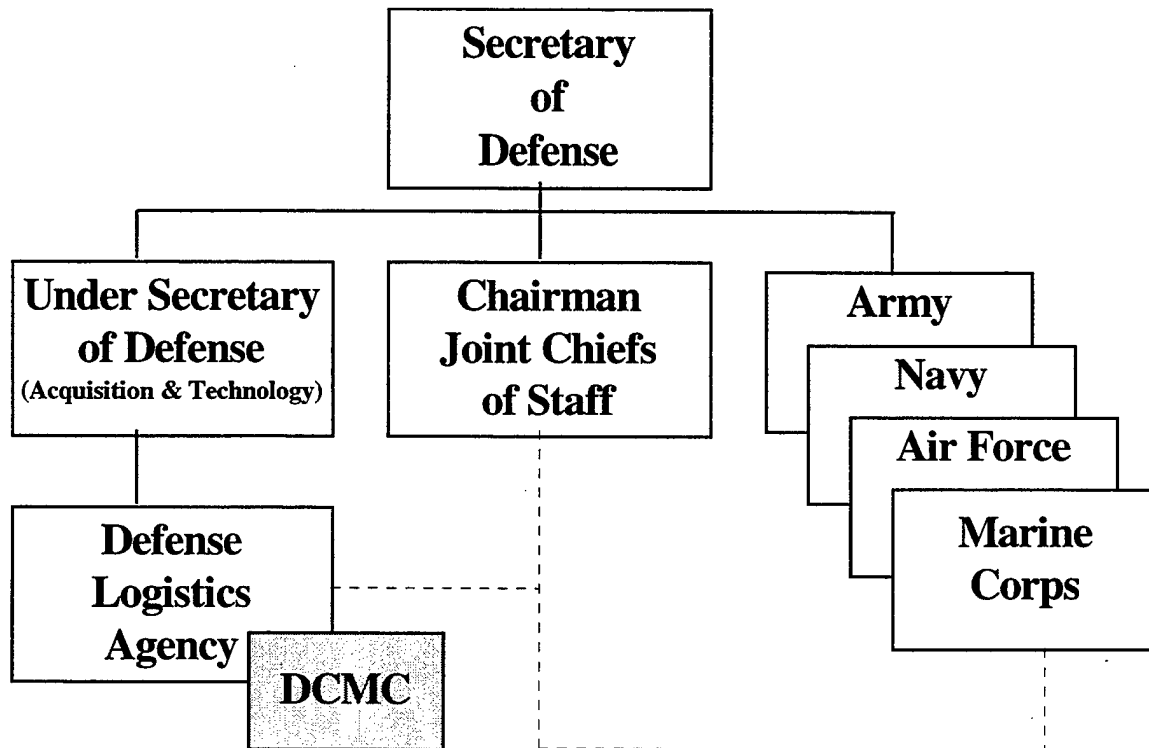 Secretary
of
Defense
Under Secretary
of Defense
(Acquisition & Technology)
Chairman
Joint Chiefs
of Staff
Army
Navy
Air Force
Marine
Corps
Defense
Logistics
Agency
DCMC